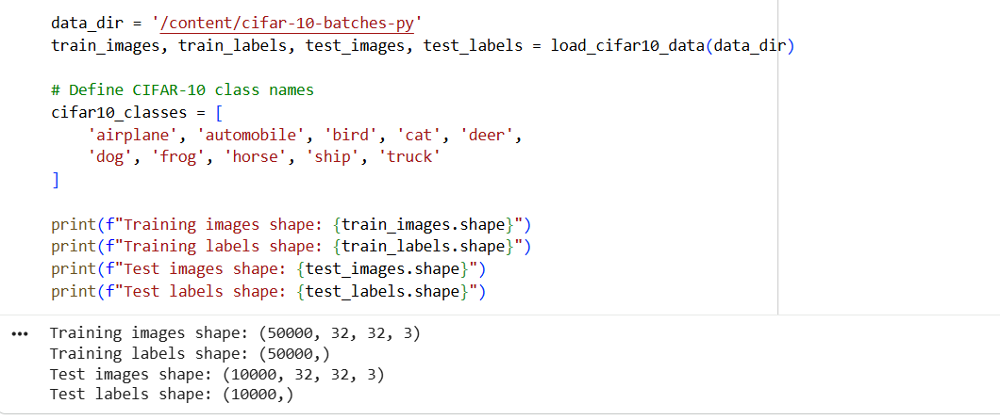 data_dir = '/content/cifar-10-batches-py'
train_images, train_labels, test_images, test_labels = load_cifar10_data(data_dir)
# Define CIFAR-10 class names
cifar10_classes = [
    'airplane', 'automobile', 'bird', 'cat', 'deer',
    'dog', 'frog', 'horse', 'ship', 'truck'
]
print(f"Training images shape: {train_images.shape}")
print(f"Training labels shape: {train_labels.shape}")
print(f"Test images shape: {test_images.shape}")
print(f"Test labels shape: {test_labels.shape}")
Training images shape: (50000, 32, 32, 3)
Training labels shape: (50000,)
Test images shape: (10000, 32, 32, 3)
Test labels shape: (10000,)